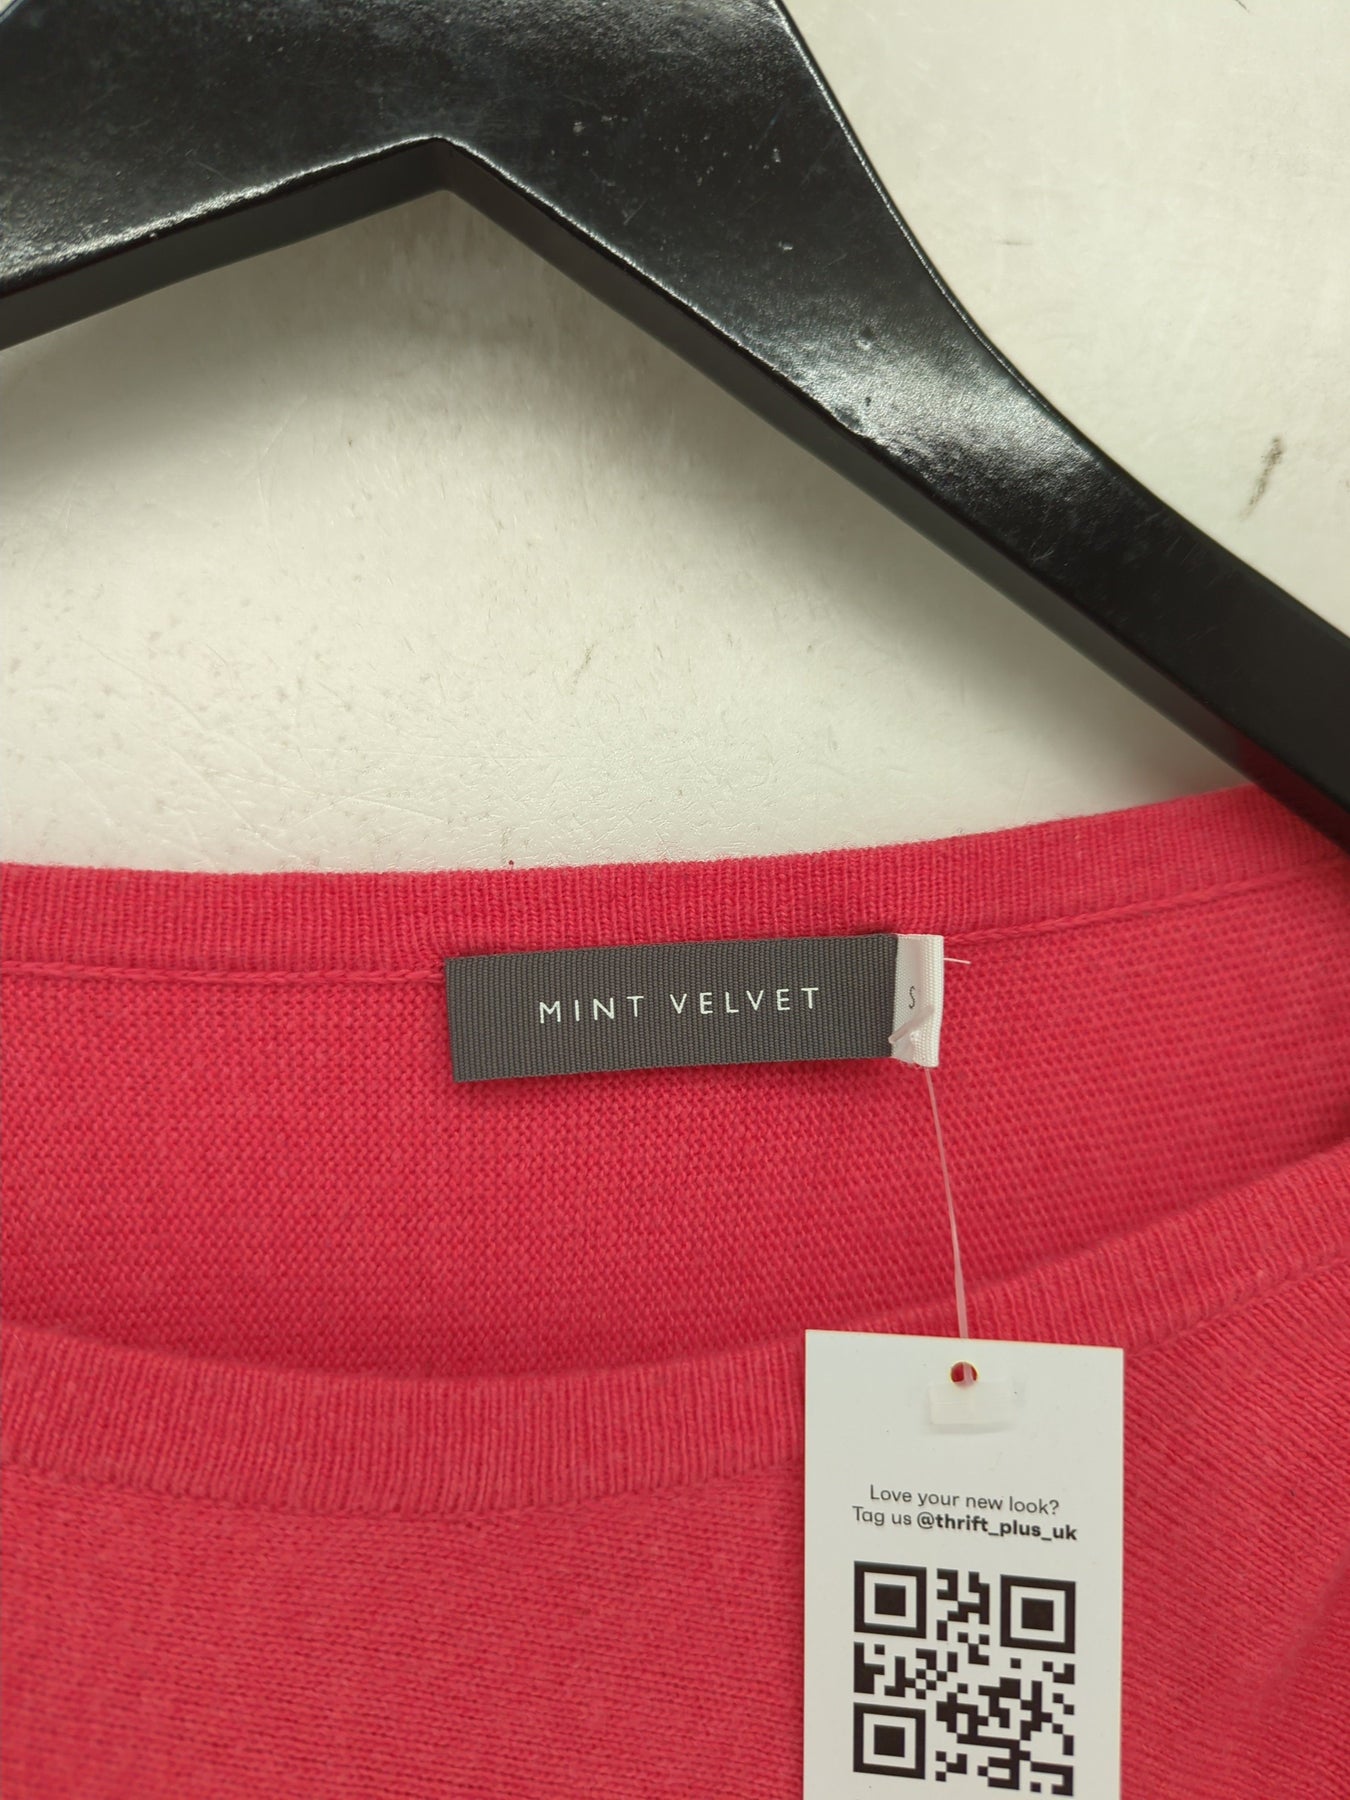 MINT VELVET
S
Love your new look?
Tag us @thrift_plus_uk